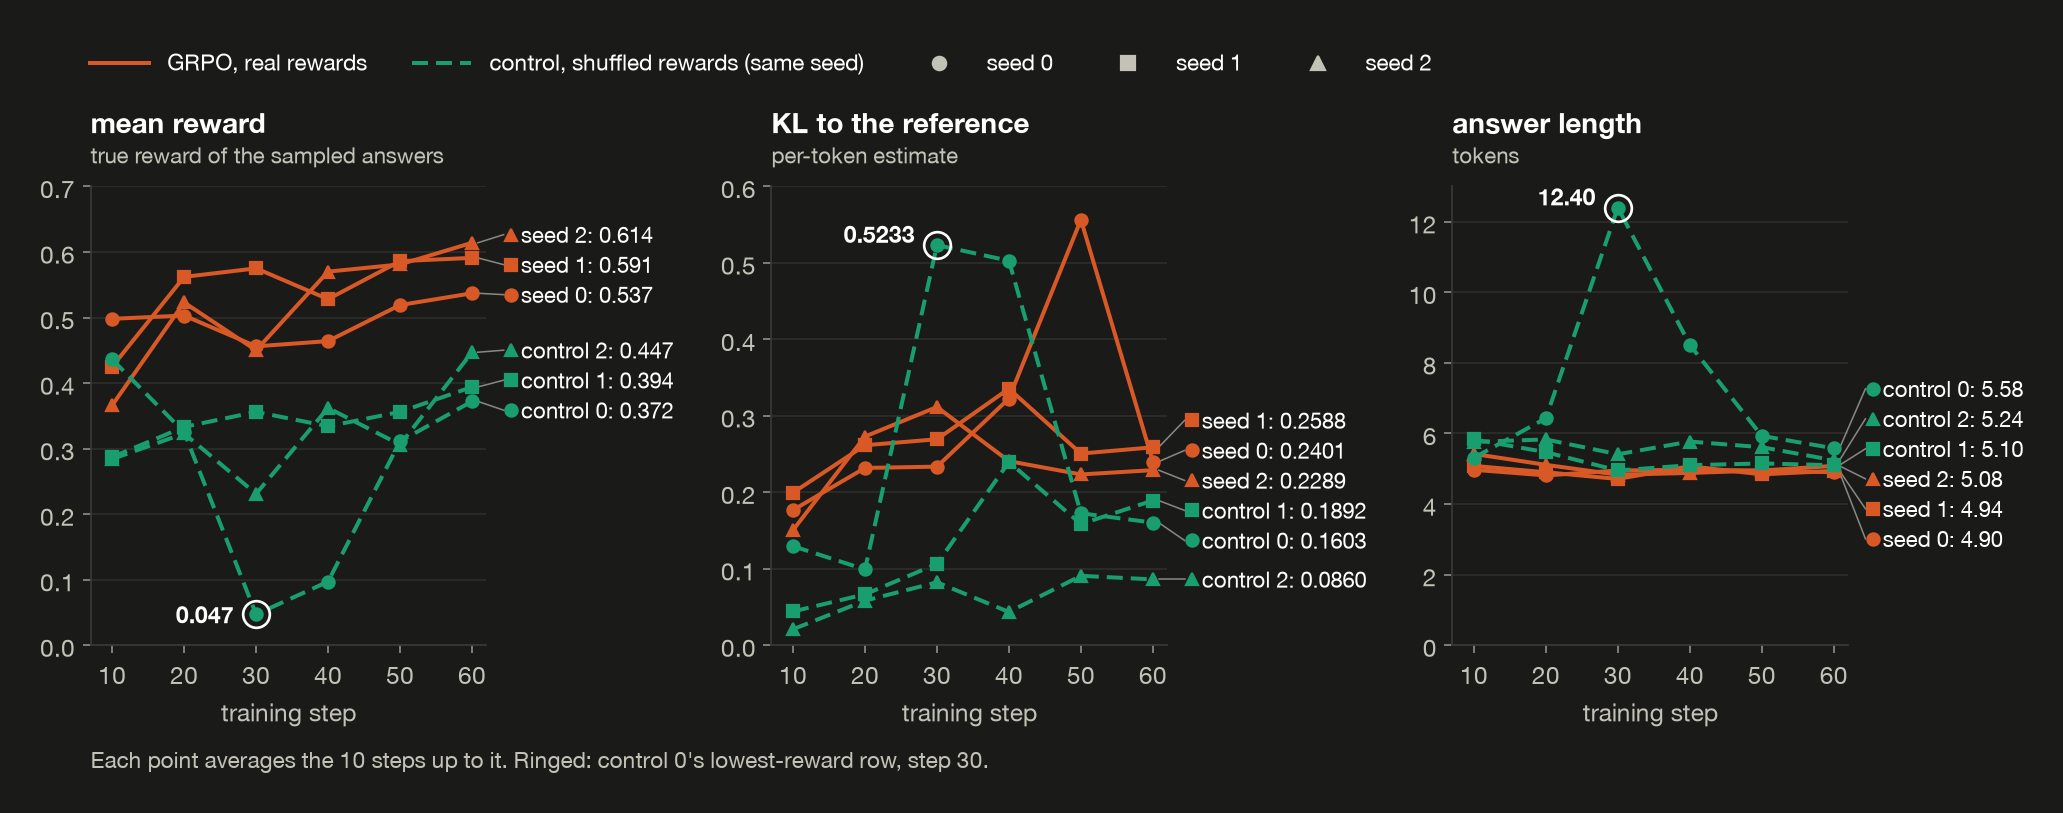 GRPO, real rewards
control, shuffled rewards (same seed)
seed 0
seed 1
seed 2
mean reward
true reward of the sampled answers
0.7
0.6
0.5
0.4
0.3
0.2
0.1
0.0
10 20 30 40 50 60
training step
0.047
seed 2: 0.614
seed 1: 0.591
seed 0: 0.537
control 2: 0.447
control 1: 0.394
control 0: 0.372
KL to the reference
per-token estimate
0.6
0.5
0.4
0.3
0.2
0.1
0.0
10 20 30 40 50 60
training step
0.5233
seed 1: 0.2588
seed 0: 0.2401
seed 2: 0.2289
control 1: 0.1892
control 0: 0.1603
control 2: 0.0860
answer length
tokens
12
10
8
6
4
2
0
10 20 30 40 50 60
training step
12.40
control 0: 5.58
control 2: 5.24
control 1: 5.10
seed 2: 5.08
seed 1: 4.94
seed 0: 4.90
Each point averages the 10 steps up to it. Ringed: control 0's lowest-reward row, step 30.